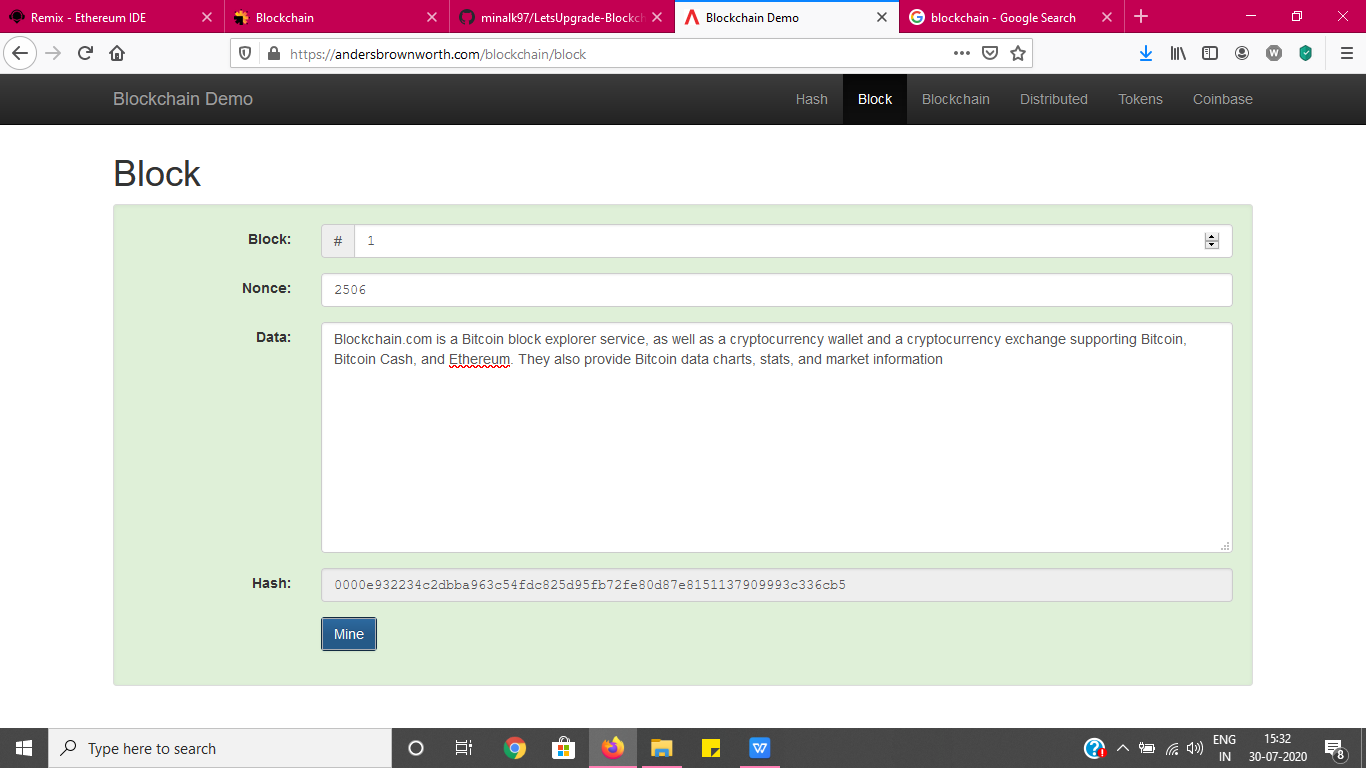 Remix - Ethereum IDE
Blockchain
minalk97/LetsUpgrade-Blockch
Blockchain Demo
blockchain - Google Search
https://andersbrownworth.com/blockchain/block
Blockchain Demo
Hash
Block
Blockchain
Distributed
Tokens
Coinbase
Block
Block:
# 1
Nonce:
2506
Data:
Blockchain.com is a Bitcoin block explorer service, as well as a cryptocurrency wallet and a cryptocurrency exchange supporting Bitcoin,
Bitcoin Cash, and Ethereum. They also provide Bitcoin data charts, stats, and market information
Hash:
0000e932234c2dbba963c54fdc825d95fb72fe80d87e8151137909993c336cb5
Mine
Type here to search
ENG
IN
15:32
30-07-2020
8